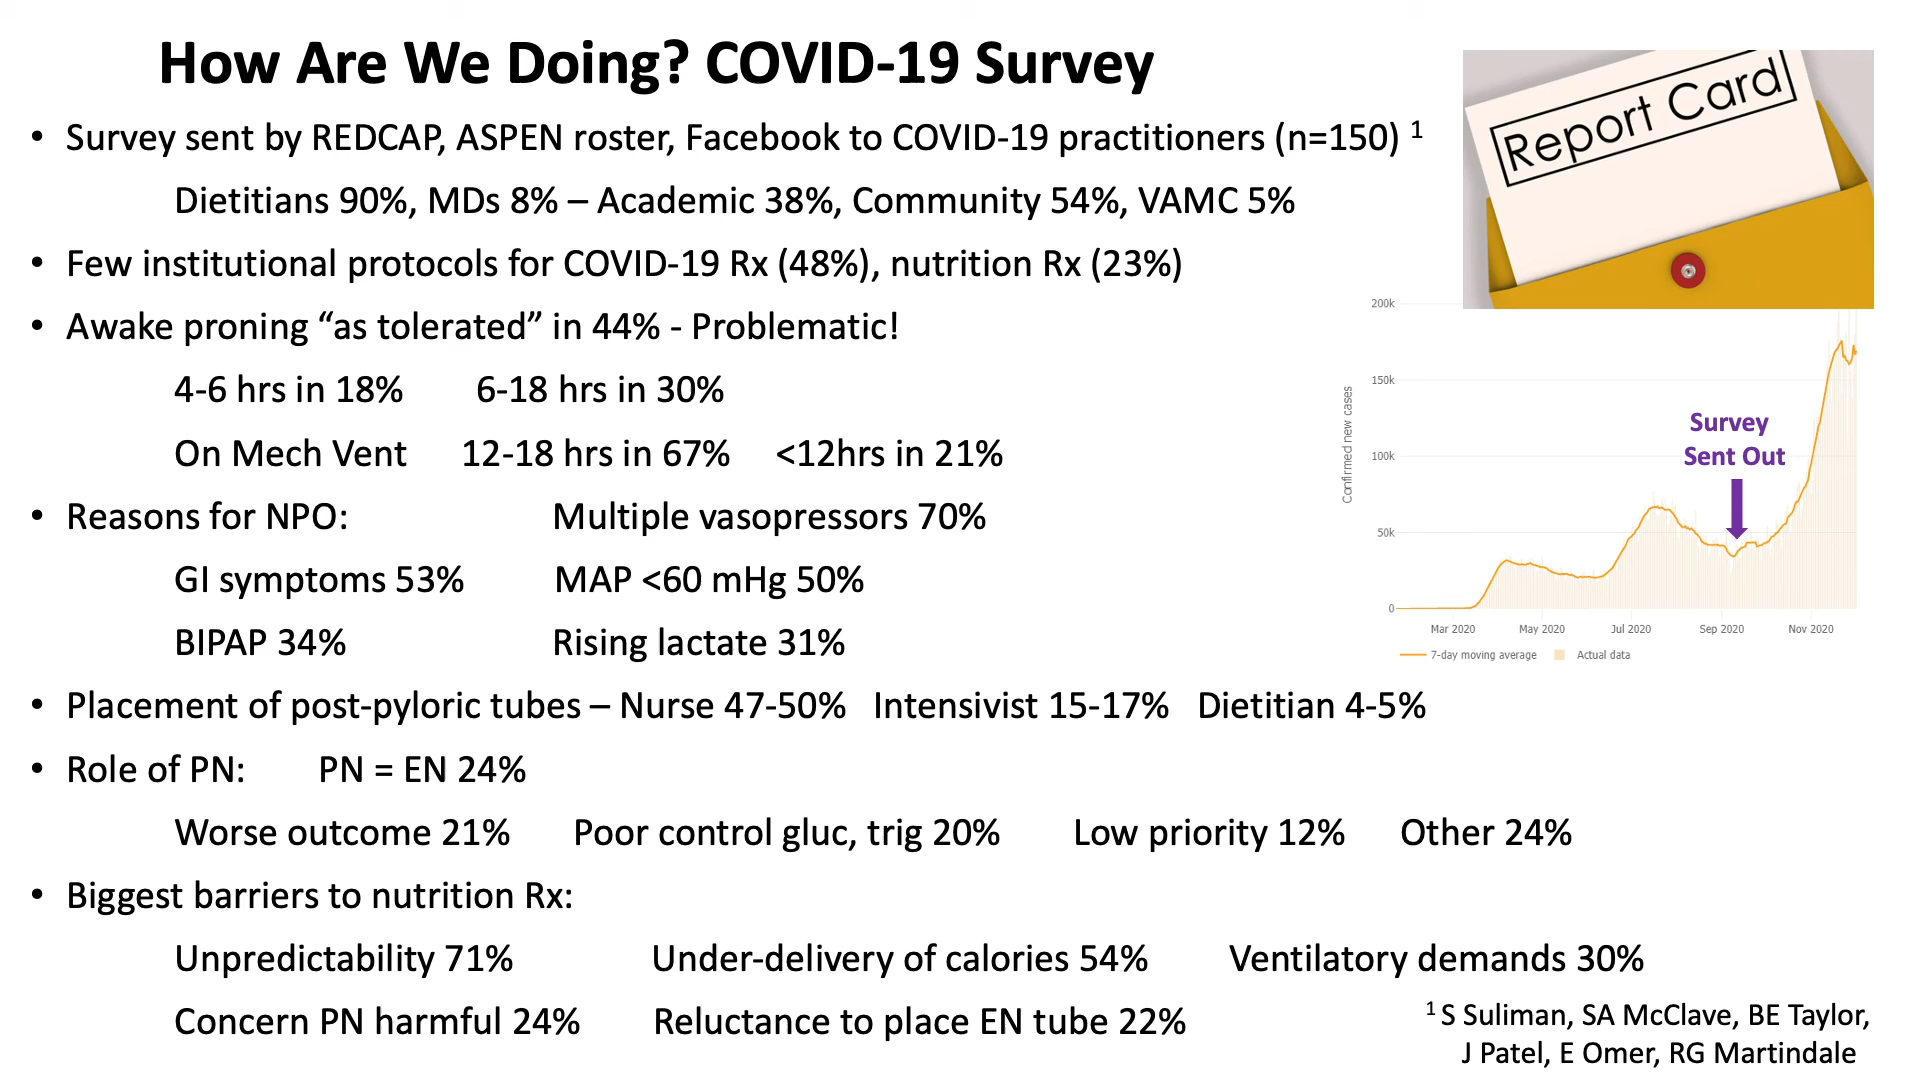 How Are We Doing? COVID-19 Survey
Report Card
• Survey sent by REDCAP, ASPEN roster, Facebook to COVID-19 practitioners (n=150) 1
Dietitians 90%, MDs 8% – Academic 38%, Community 54%, VAMC 5%
• Few institutional protocols for COVID-19 Rx (48%), nutrition Rx (23%)
• Awake proning “as tolerated” in 44% - Problematic!
4-6 hrs in 18% 6-18 hrs in 30%
On Mech Vent 12-18 hrs in 67% <12hrs in 21%
• Reasons for NPO: Multiple vasopressors 70%
GI symptoms 53% MAP <60 mHg 50%
BIPAP 34% Rising lactate 31%
200k
150k
100k
50k
0
Confirmed new cases
Survey
Sent Out
Mar 2020 May 2020 Jul 2020 Sep 2020 Nov 2020
7-day moving average Actual data
• Placement of post-pyloric tubes – Nurse 47-50% Intensivist 15-17% Dietitian 4-5%
• Role of PN: PN = EN 24%
Worse outcome 21% Poor control gluc, trig 20% Low priority 12% Other 24%
• Biggest barriers to nutrition Rx:
Unpredictability 71% Under-delivery of calories 54% Ventilatory demands 30%
Concern PN harmful 24% Reluctance to place EN tube 22%
1 S Suliman, SA McClave, BE Taylor,
J Patel, E Omer, RG Martindale